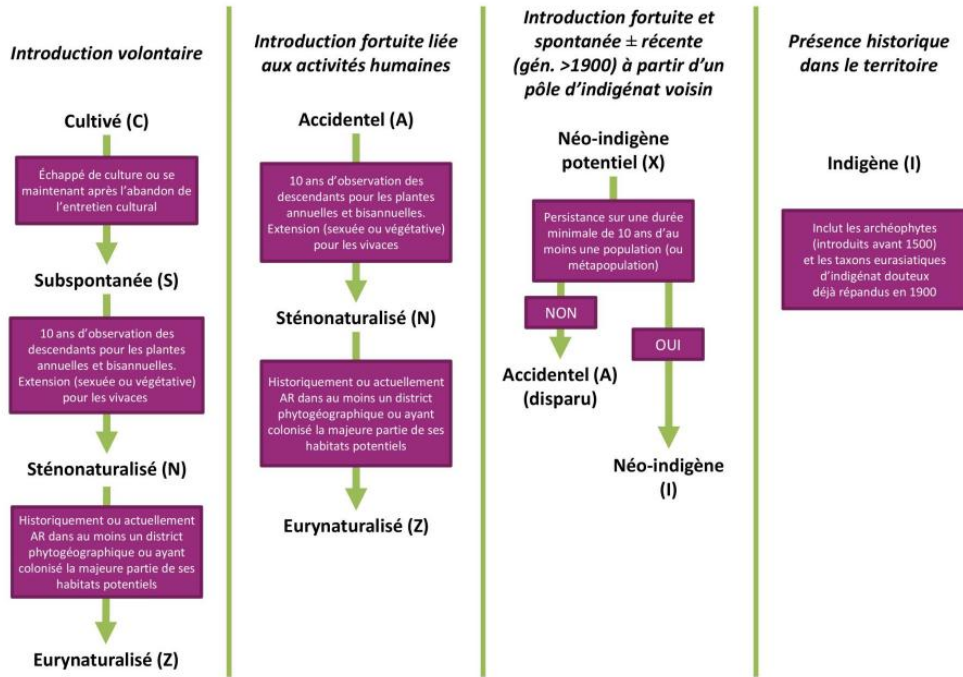 Introduction volontaire
Cultivé (C)
Échappé de culture ou se
maintenant après l'abandon de
l'entretien cultural
Subspontanée (S)
10 ans d'observation des
descendants pour les plantes
annuelles et bisannuelles.
Extension (sexuée ou végétative)
pour les vivaces
Sténonaturalisé (N)
Historiquement ou actuellement
AR dans au moins un district
phytogéographique ou ayant
colonisé la majeure partie de ses
habitats potentiels
Eurynaturalisé (Z)
Introduction fortuite liée
aux activités humaines
Accidentel (A)
10 ans d'observation des
descendants pour les plantes
annuelles et bisannuelles.
Extension (sexuée ou végétative)
pour les vivaces
Sténonaturalisé (N)
Historiquement ou actuellement
AR dans au moins un district
phytogéographique ou ayant
colonisé la majeure partie de ses
habitats potentiels
Eurynaturalisé (Z)
Introduction fortuite et
spontanée ± récente
(gén. >1900) à partir d'un
pôle d'indigénat voisin
Néo-indigène
potentiel (X)
Persistance sur une durée
minimale de 10 ans d'au
moins une population (ou
métapopulation)
NON
OUI
Accidentel (A)
(disparu)
Néo-indigène
(I)
Présence historique
dans le territoire
Indigène (I)
Inclut les archéophytes
(introduits avant 1500)
et les taxons eurasiatiques
d'indigénat douteux
déjà répandus en 1900